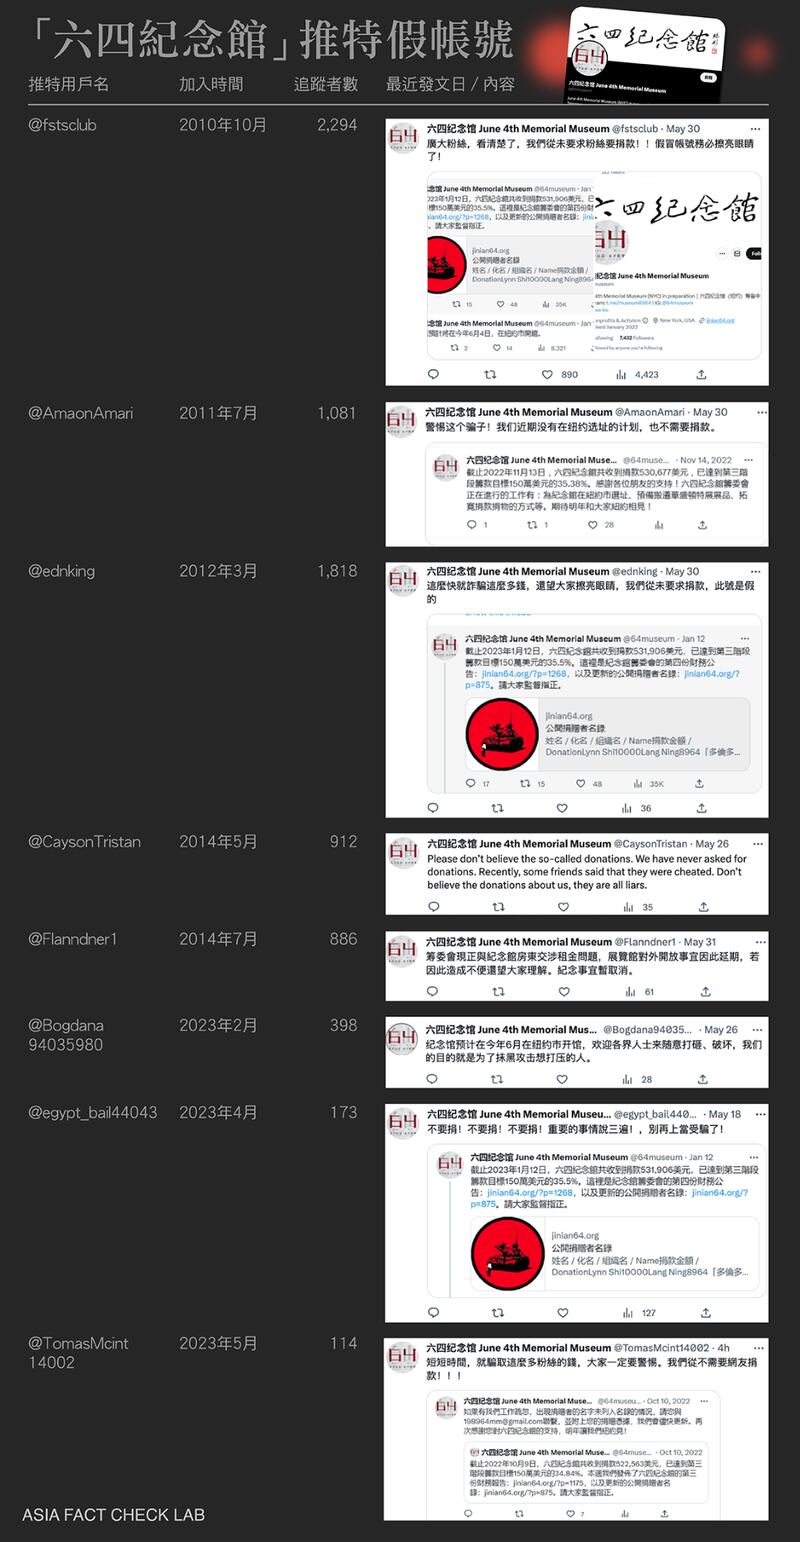 「六四紀念館」推特假帳號
六四紀念館
六四纪念馆 June 4th Memorial Museum
推特用戶名 加入時間 追蹤者數 最近發文日 / 內容
@fstsclub 2010年10月 2,294
六四纪念馆 June 4th Memorial Museum @fstsclub · May 30
廣大粉絲，看清楚了，我們從未要求粉絲要捐款！！假冒帳號務必擦亮眼睛
了！
念馆 June 4th Memorial Museum @64museum · Jan 1
023年1月12日，六四紀念館共收到捐款531,906美元，已
標150萬美元的35.5%。這裡是紀念館籌委會的第四份財
ian64.org/?p=1268，以及更新的公開捐贈者名錄：
。請大家監督指正。
jinian64.org
公開捐贈者名錄
姓名 / 化名 / 組織名 / Name捐款金額
DonationLynn Shi10000Lang Ning8964
15 48 35K
念馆 June 4th Memorial Museum @64museum · Jan
預計將在今年6月4日，在紐約市開館。
2 14 8,321
六四紀念館
纪念馆 June 4th Memorial Museum
museum
4th Memorial Museum (NYC) in preparation
New York, USA jinian64.org
ined January 2022
ollowing 7,432 Followers
llowed by anyone you're following
890 4,423
@AmaonAmari 2011年7月 1,081
六四纪念馆 June 4th Memorial Museum @AmaonAmari · May 30
警惕这个骗子！我们近期没有在纽约选址的计划，也不需要捐款。
六四纪念馆 June 4th Memorial Muse... @64muse... · Nov 14, 2022
截止2022年11月13日，六四紀念館共收到捐款530,677美元，已達到第三階
段籌款目標150萬美元的35.38%。感謝各位朋友的支持！六四紀念館籌委會
正在進行的工作有：為紀念館在紐約市選址、預備搬遷華盛頓特展展品、拓
寬捐款捐物的方式等。期待明年和大家紐約相見！
1 1 28
@ednking 2012年3月 1,818
六四纪念馆 June 4th Memorial Museum @ednking · May 30
這麼快就詐騙這麼多錢，還望大家擦亮眼睛，我們從未要求捐款，此號是假
的
六四纪念馆 June 4th Memorial Museum @64museum · Jan 12
截止2023年1月12日，六四紀念館共收到捐款531,906美元，已達到第三階段
籌款目標150萬美元的35.5%。這裡是紀念館籌委會的第四份財務公
告：jinian64.org/?p=1268，以及更新的公開捐贈者名錄：jinian64.org/?
p=875。請大家監督指正。
jinian64.org
公開捐贈者名錄
姓名 / 化名 / 組織名 / Name捐款金額 /
DonationLynn Shi10000Lang Ning8964「多倫多...
17 15 48 35K
36
@CaysonTristan 2014年5月 912
六四纪念馆 June 4th Memorial Museum @CaysonTristan · May 26
Please don't believe the so-called donations. We have never asked for
donations. Recently, some friends said that they were cheated. Don't
believe the donations about us, they are all liars.
35
@Flanndner1 2014年7月 886
六四纪念馆 June 4th Memorial Museum @Flanndner1 · May 31
籌委會現正與紀念館房東交涉租金問題，展覽館對外開放事宜因此延期，若
因此造成不便還望大家理解。紀念事宜暫取消。
61
@Bogdana
94035980 2023年2月 398
六四纪念馆 June 4th Memorial Mus... @Bogdana94035... · May 26
纪念馆预计在今年6月在纽约市开馆，欢迎各界人士来随意打砸、破坏，我们
的目的就是为了抹黑攻击想打压的人。
28
@egypt_bail44043 2023年4月 173
六四纪念馆 June 4th Memorial Museu... @egypt_bail440... · May 18
不要捐！不要捐！不要捐！重要的事情說三遍！，別再上當受騙了！
六四纪念馆 June 4th Memorial Museum @64museum · Jan 12
截止2023年1月12日，六四紀念館共收到捐款531,906美元，已達到第三階段
籌款目標150萬美元的35.5%。這裡是紀念館籌委會的第四份財務公
告：jinian64.org/?p=1268，以及更新的公開捐贈者名錄：jinian64.org/?
p=875。請大家監督指正。
jinian64.org
公開捐贈者名錄
姓名 / 化名 / 組織名 / Name捐款金額 /
DonationLynn Shi10000Lang Ning8964「多倫多...
127
@TomasMcint
14002 2023年5月 114
六四纪念馆 June 4th Memorial Museum @TomasMcint14002 · 4h
短短時間，就騙取這麼多粉絲的錢，大家一定要警惕。我們從不需要網友捐
款！！！
六四纪念馆 June 4th Memorial Muse... @64museu... · Oct 10, 2022
如果有我們工作疏忽，出現捐贈者的名字未列入名錄的情況，請您與
198964mm@gmail.com聯繫，並附上您的捐贈憑據，我們會儘快更新。再
次感謝您對六四紀念館的支持，明年讓我們紐約見！
六四纪念馆 June 4th Memorial Muse... @64muse... · Oct 10, 2022
截止2022年10月9日，六四紀念館共收到捐款522,563美元，已達到第三
階段籌款目標150萬美元的34.84%。本週我們發佈了六四紀念館的第三
份財務報告：jinian64.org/?p=1175，以及更新的公開捐贈者名
錄：jinian64.org/?p=875。請大家監督指正。
7
ASIA FACT CHECK LAB